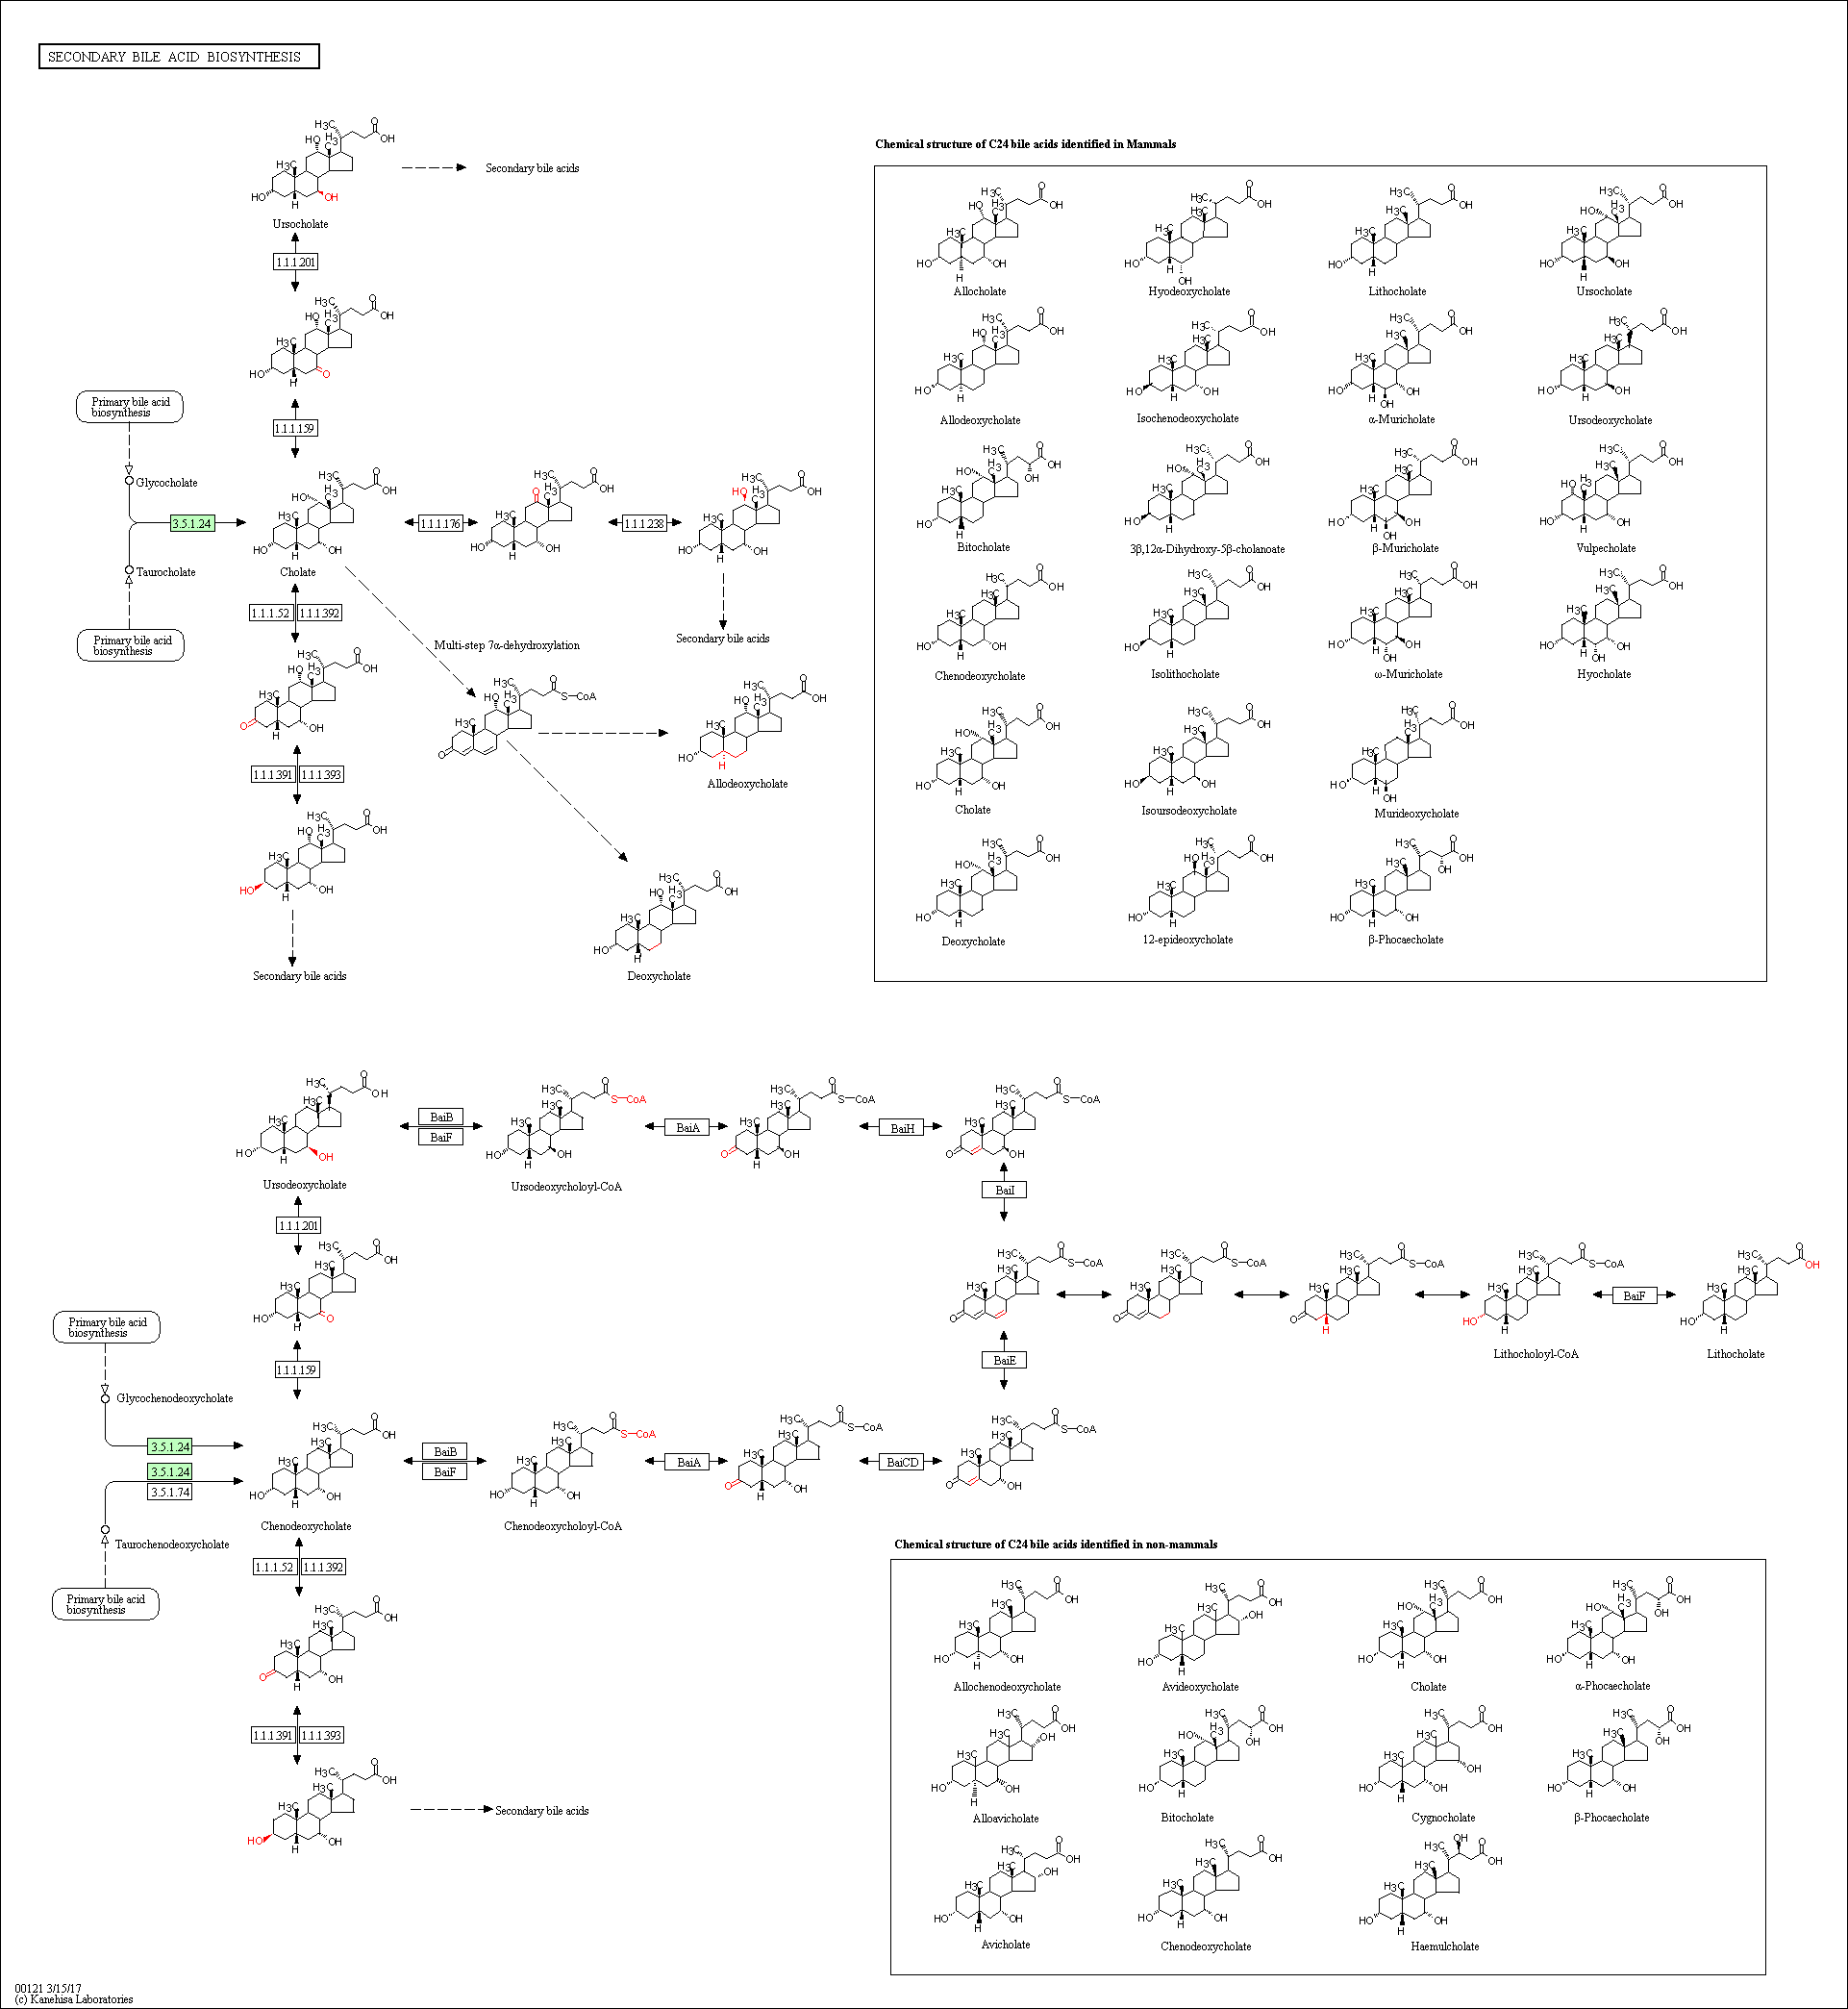 SECONDARY BILE ACID BIOSYNTHESIS
Ursocholate
Secondary bile acids
1.1.1.201
1.1.1.159
Primary bile acid
biosynthesis
Glycocholate
3.5.1.24
Taurocholate
Primary bile acid
biosynthesis
Cholate
1.1.1.176
1.1.1.238
Secondary bile acids
1.1.1.52
1.1.1.392
Multi-step 7α-dehydroxylation
S—CoA
Allodeoxycholate
1.1.1.391
1.1.1.393
Secondary bile acids
Deoxycholate
Chemical structure of C24 bile acids identified in Mammals
Allocholate
Hyodeoxycholate
Lithocholate
Ursocholate
Allodeoxycholate
Isochenodeoxycholate
α-Muricholate
Ursodeoxycholate
Bitocholate
3β,12α-Dihydroxy-5β-cholanoate
β-Muricholate
Vulpecholate
Chenodeoxycholate
Isolithocholate
ω-Muricholate
Hyocholate
Cholate
Isoursodeoxycholate
Murideoxycholate
Deoxycholate
12-epideoxycholate
β-Phocaecholate
Ursodeoxycholate
BaiB
BaiF
Ursodeoxycholoyl-CoA
BaiA
BaiH
BaiI
1.1.1.201
1.1.1.159
Lithocholoyl-CoA
BaiF
Lithocholate
BaiE
Primary bile acid
biosynthesis
Glycochenodeoxycholate
3.5.1.24
3.5.1.24
3.5.1.74
Taurochenodeoxycholate
Primary bile acid
biosynthesis
Chenodeoxycholate
BaiB
BaiF
Chenodeoxycholoyl-CoA
BaiA
BaiCD
1.1.1.52
1.1.1.392
1.1.1.391
1.1.1.393
Secondary bile acids
Chemical structure of C24 bile acids identified in non-mammals
Allochenodeoxycholate
Avideoxycholate
Cholate
α-Phocaecholate
Alloavicholate
Bitocholate
Cygnocholate
β-Phocaecholate
Avicholate
Chenodeoxycholate
Haemulcholate
00121 3/15/17
(c) Kanehisa Laboratories